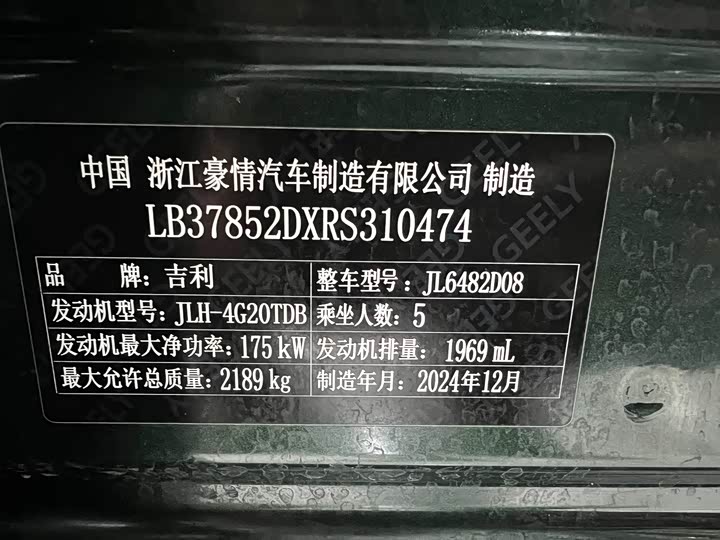 中国 浙江豪情汽车制造有限公司 制造
LB37852DXRS310474
品 牌: 吉利 整车型号: JL6482D08
发动机型号: JLH-4G20TDB 乘坐人数: 5
发动机最大净功率: 175 kW 发动机排量: 1969 mL
最大允许总质量: 2189 kg 制造年月: 2024年12月